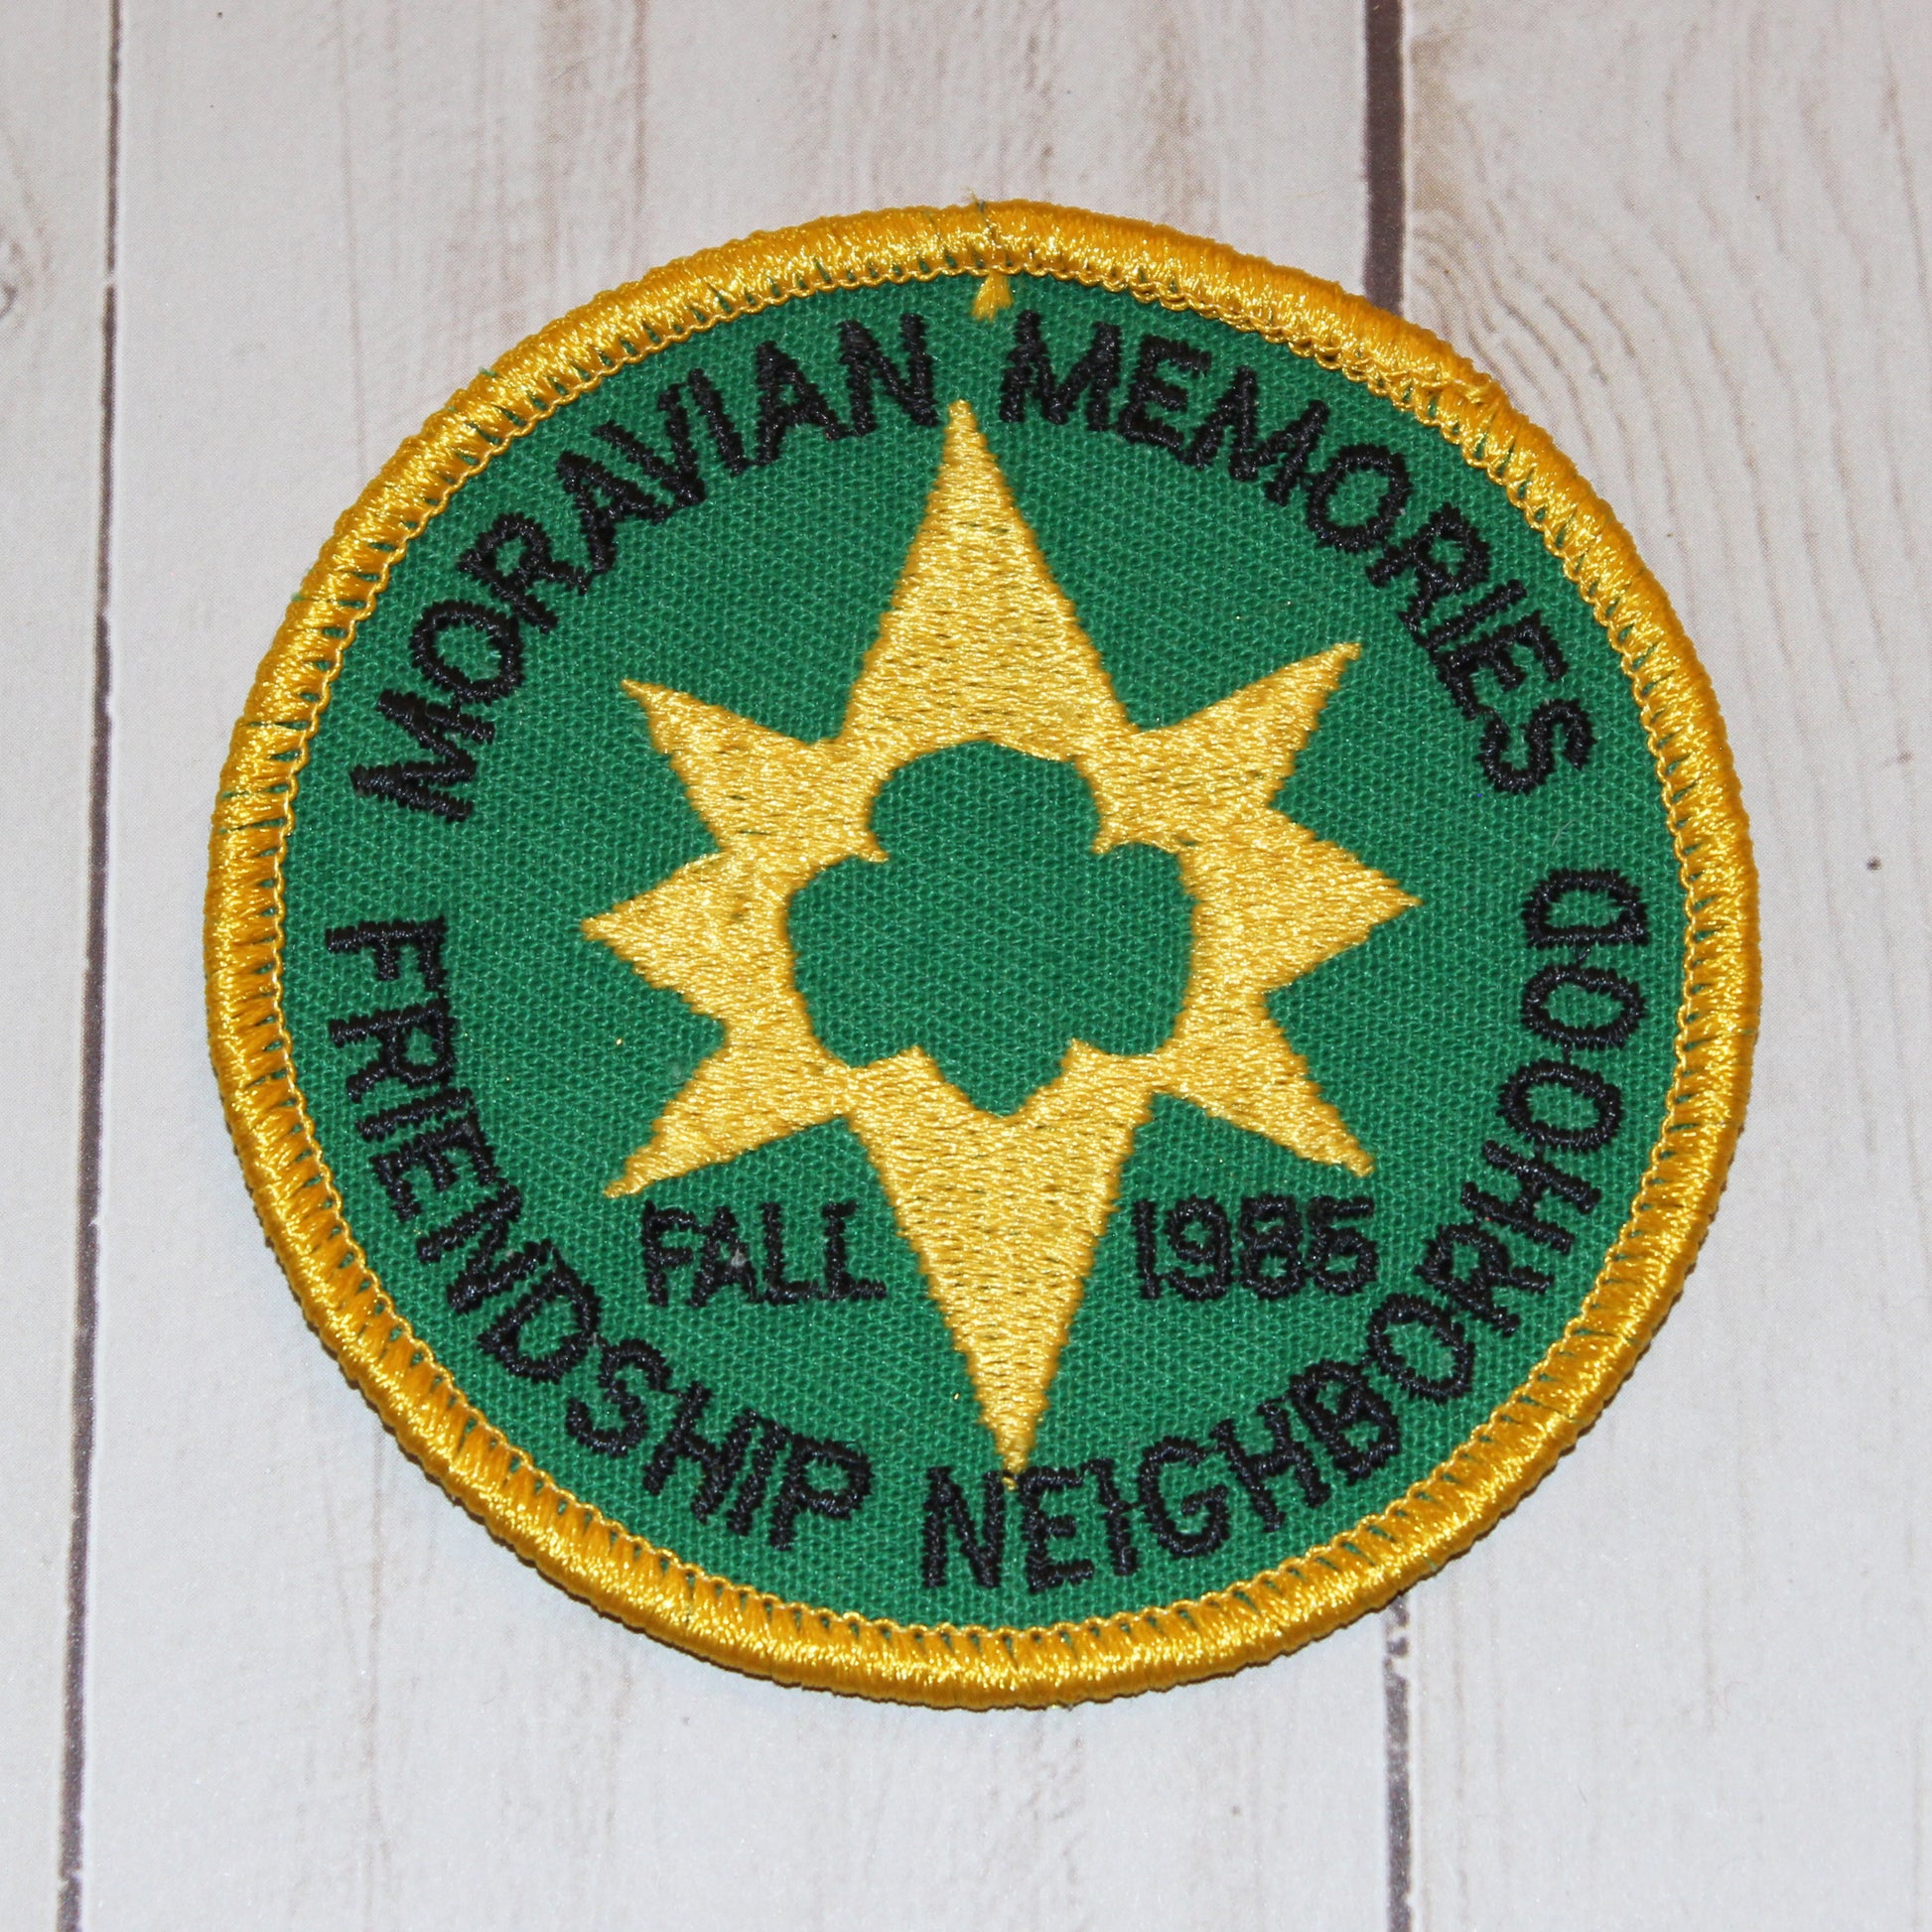 MORAVIAN MEMORIES
FALL 1985
FRIENDSHIP NEIGHBORHOOD